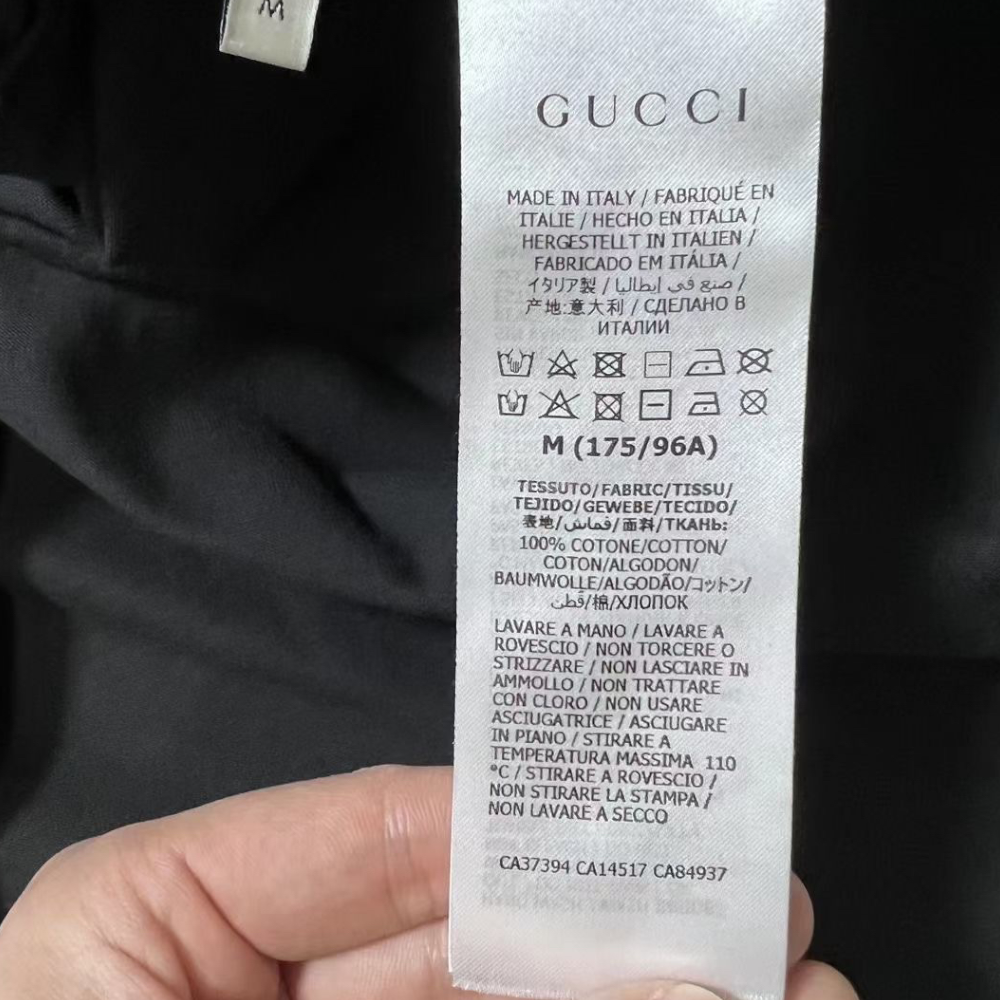 M
GUCCI
MADE IN ITALY / FABRIQUÉ EN
ITALIE / HECHO EN ITALIA /
HERGESTELLT IN ITALIEN /
FABRICADO EM ITÁLIA /
イタリア製 / صنع في إيطاليا /
产地:意大利 / СДЕЛАНО В
ИТАЛИИ
M (175/96A)
TESSUTO/FABRIC/TISSU/
TEJIDO/GEWEBE/TECIDO/
表地/قماش/面料/ТКАНЬ:
100% COTONE/COTTON/
COTON/ALGODON/
BAUMWOLLE/ALGODÃO/コットン/
قطن/棉/ХЛОПОК
LAVARE A MANO / LAVARE A
ROVESCIO / NON TORCERE O
STRIZZARE / NON LASCIARE IN
AMMOLLO / NON TRATTARE
CON CLORO / NON USARE
ASCIUGATRICE / ASCIUGARE
IN PIANO / STIRARE A
TEMPERATURA MASSIMA 110
°C / STIRARE A ROVESCIO /
NON STIRARE LA STAMPA /
NON LAVARE A SECCO
CA37394 CA14517 CA84937